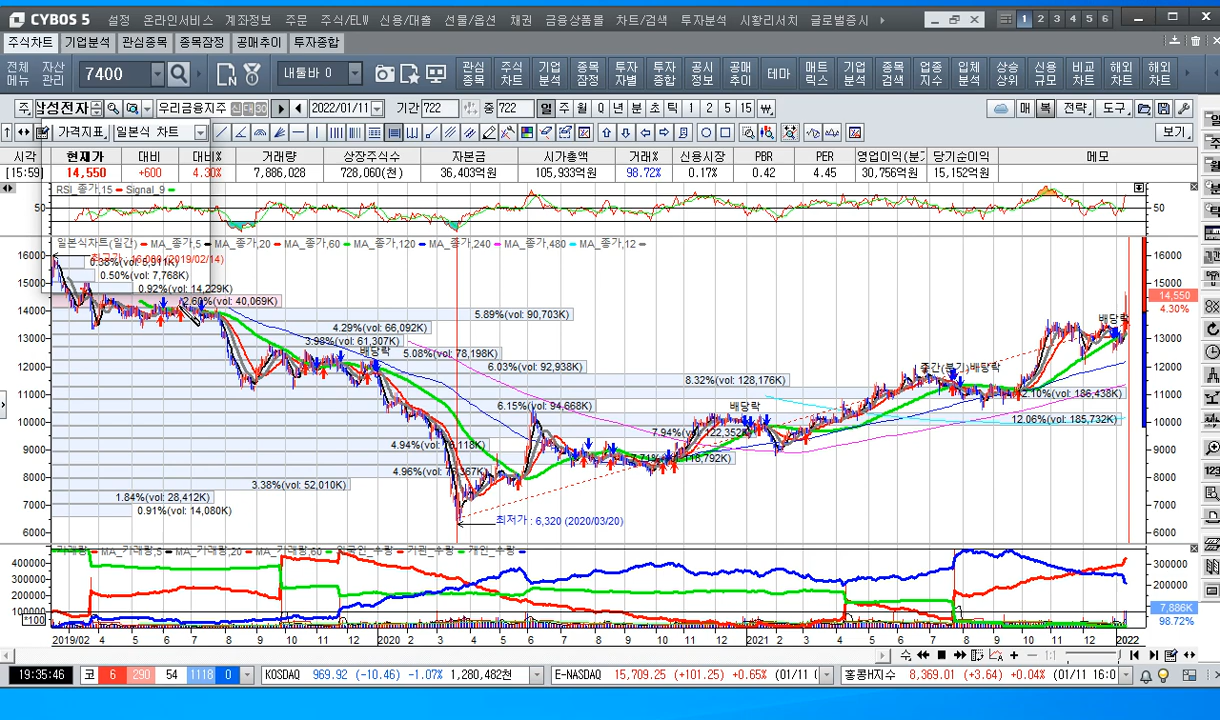 CYBOS 5 설정 온라인서비스 계좌정보 주문 주식/ELW 신용/대출 선물/옵션 채권 금융상품몰 차트/검색 투자분석 시황리서치 글로벌증시 1 2 3 4 5 6
주식차트 기업분석 관심종목 종목잠정 공매추이 투자종합
전체메뉴 자산관리 7400 내툴바 0 관심종목 주식차트 기업분석 종목잠정 투자자별 투자종합 공시정보 공매추이 테마 매트릭스 기업분석 종목검색 업종지수 입체분석 상승상위 신용규모 비교차트 해외차트 해외차트
주 삼성전자 우리금융지주 2022/01/11 기간 722 중 722 일 주 월 Q 년 분 초 틱 1 2 5 15 매 복 전략 도구
가격지표 일본식 차트 보기
시각 현재가 대비 대비% 거래량 상장주식수 자본금 시가총액 거래% 신용시장 PBR PER 영업이익(분기 당기순이익 메모
[15:59] 14,550 +600 4.30% 7,886,028 728,060(천) 36,403억원 105,933억원 98.72% 0.17% 0.42 4.45 30,756억원 15,152억원
RSI_종가,15 Signal_9
50 50
일본식차트(일간) MA_종가,5 MA_종가,20 MA_종가,60 MA_종가,120 MA_종가,240 MA_종가,480 MA_종가,12
16000 16000
(2019/02/14)
0.50%(vol: 7,768K)
15000 15000
0.92%(vol: 14,229K)
14,550
2.60%(vol: 40,069K)
4.30%
14000 14000
5.89%(vol: 90,703K)
배당락
4.29%(vol: 66,092K)
13000 13000
3.98%(vol: 61,307K)
배당락
5.08%(vol: 78,198K)
12000 12000
6.03%(vol: 92,938K)
중간(분기)배당락
8.32%(vol: 128,176K)
11000 11000
186,438K)
6.15%(vol: 94,668K)
배당락
10000 10000
12.06%(vol: 185,732K)
7.94%(vol: 122,352K)
9000 9000
4.94%(vol:
7.71% 118,792K)
8000 8000
4.96%(vol:
3.38%(vol: 52,010K)
1.84%(vol: 28,412K)
7000 7000
0.91%(vol: 14,080K)
최저가 : 6,320 (2020/03/20)
6000 6000
거래량 MA_거래량,5 MA_거래량,20 MA_거래량,60 외국인_수량 기관_수량 개인_수량
400000 300000
300000 200000
200000
100000 7,886K
*100 98.72%
2019/02 4 5 6 7 8 9 10 11 12 2020 2 3 4 5 6 7 8 9 10 11 12 2021 2 3 4 5 6 7 8 9 10 11 12 2022
1:1
19:35:46 코 6 290 54 1118 0 KOSDAQ 969.92 (-10.46) -1.07% 1,280,482천 E-NASDAQ 15,709.25 (+101.25) +0.65% (01/11 홍콩H지수 8,369.01 (+3.64) +0.04% (01/11 16:0